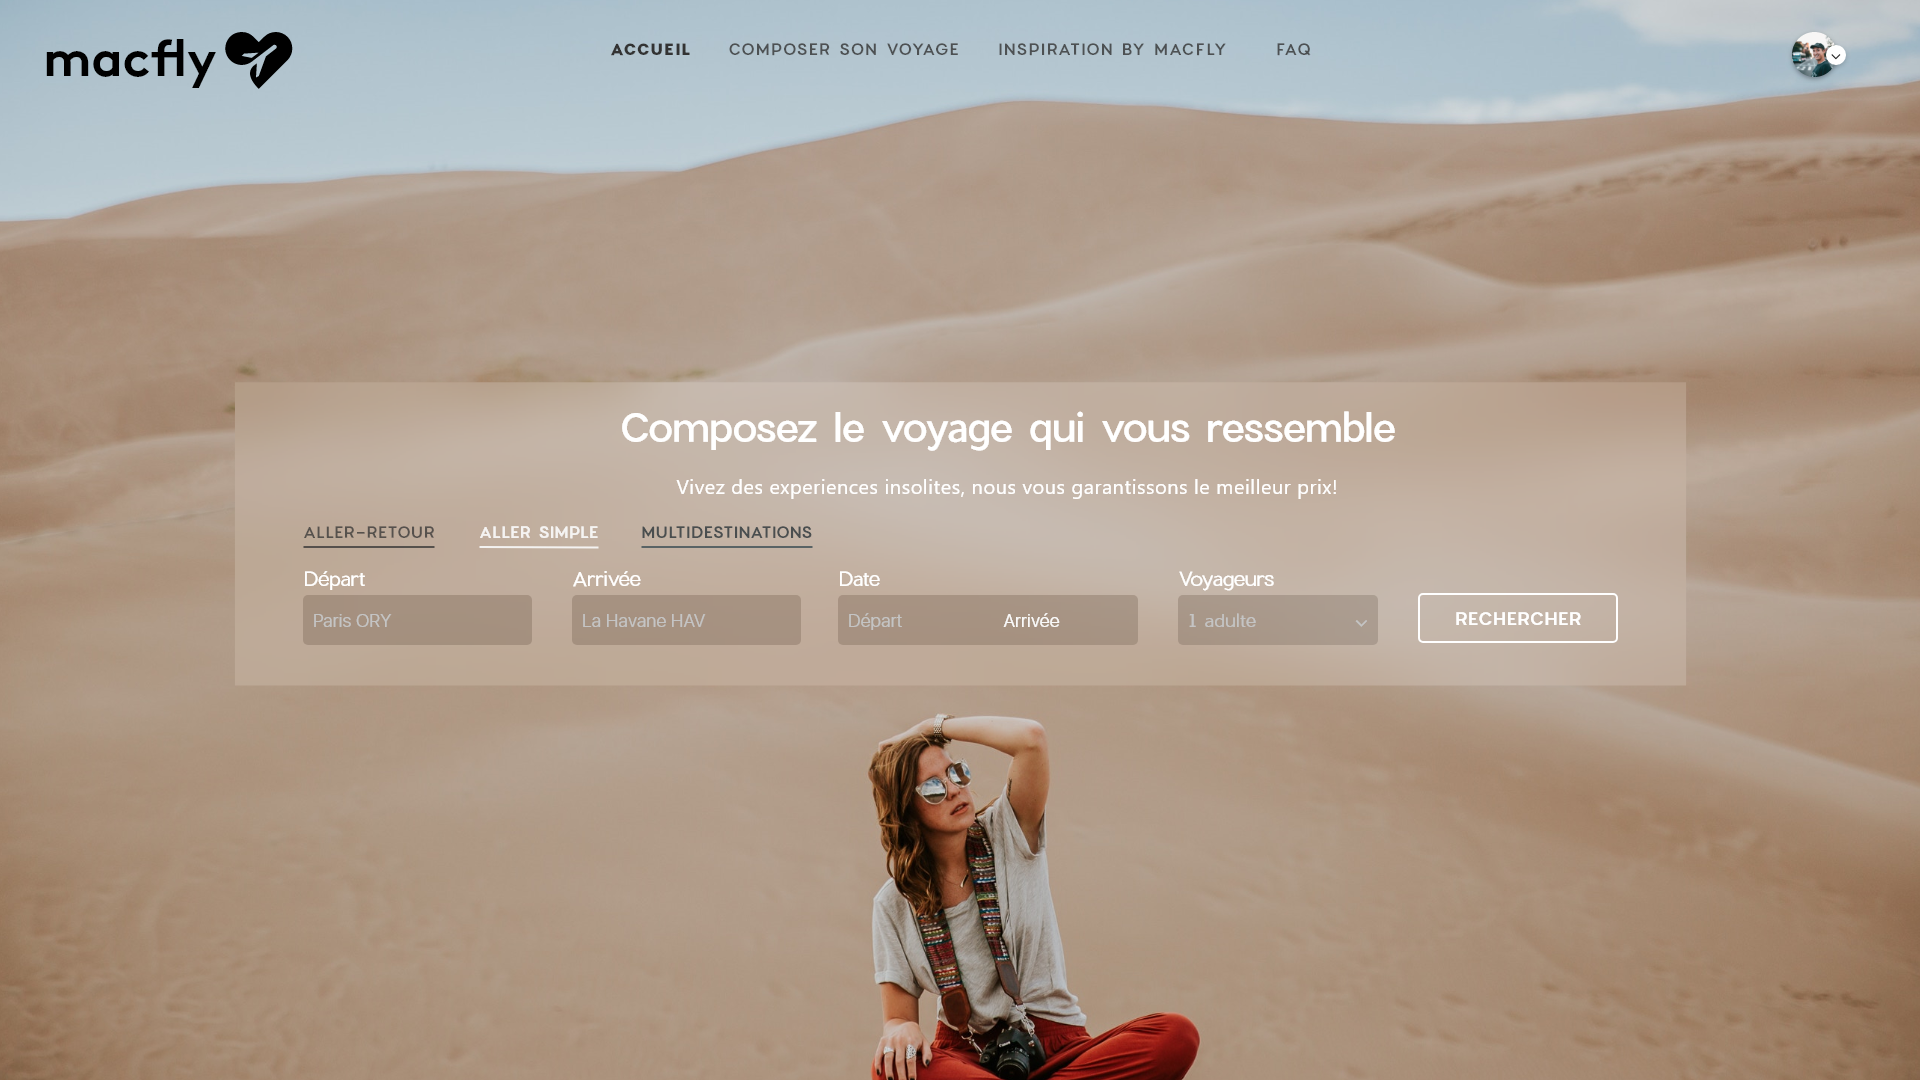 macfly
ACCUEIL COMPOSER SON VOYAGE INSPIRATION BY MACFLY FAQ
Composez le voyage qui vous ressemble
Vivez des experiences insolites, nous vous garantissons le meilleur prix!
ALLER-RETOUR ALLER SIMPLE MULTIDESTINATIONS
Départ Arrivée Date Voyageurs
Paris ORY La Havane HAV Départ Arrivée 1 adulte RECHERCHER
Canon